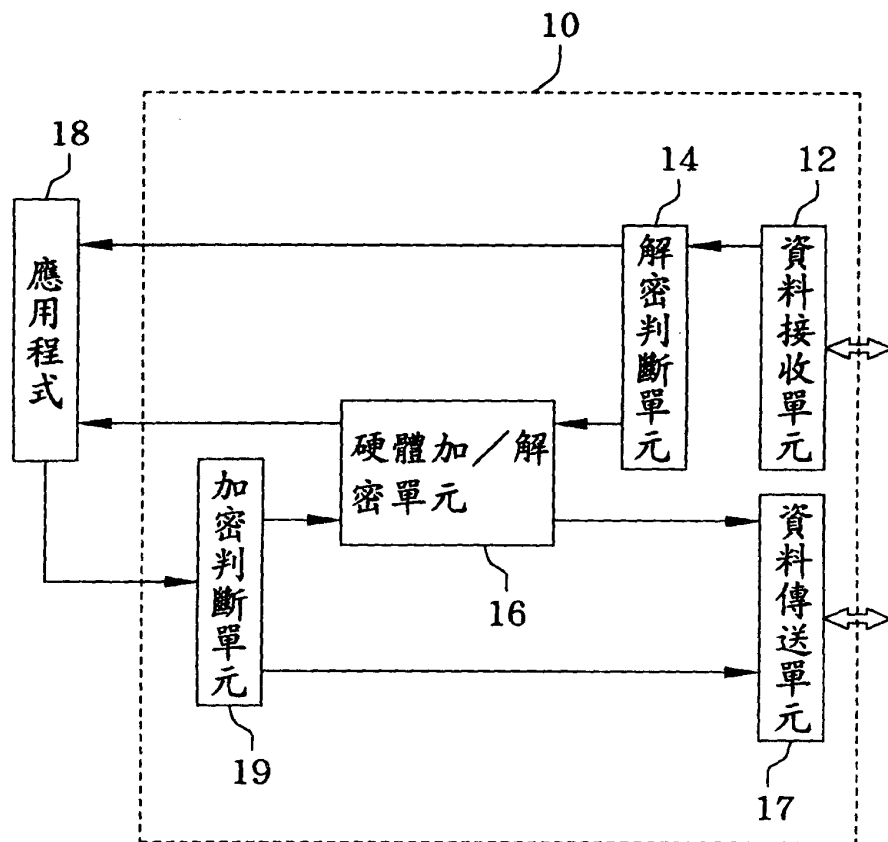 10
18
14
12
應用程式
解密判斷單元
資料接收單元
硬體加／解
密單元
加密判斷單元
資料傳送單元
16
19
17